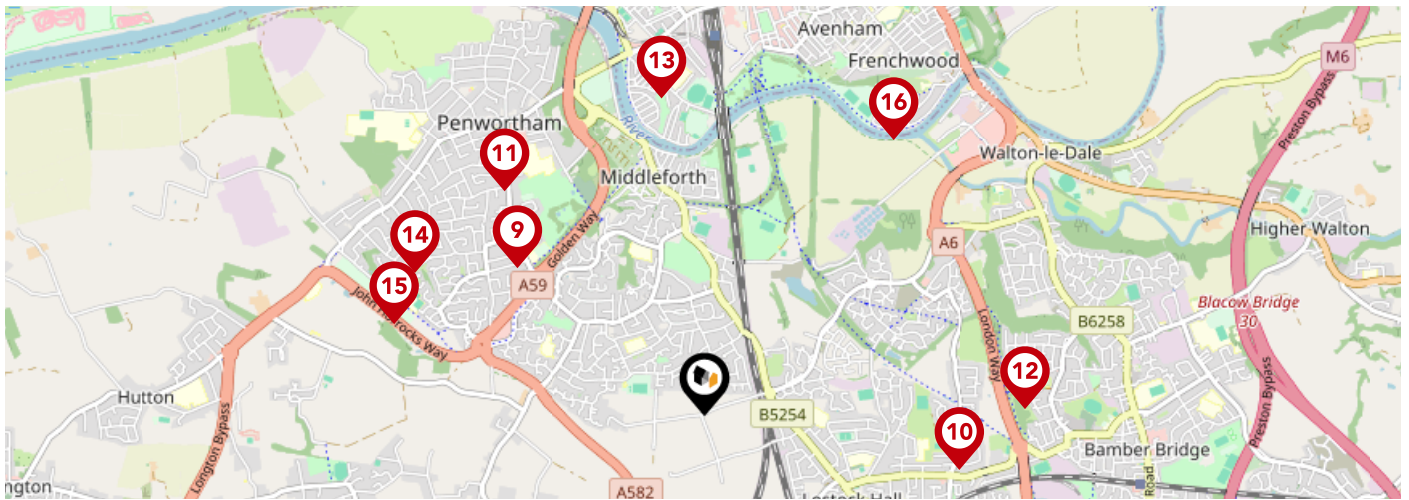 Avenham
Frenchwood
M6
Preston Bypass
13
16
Penwortham
River
11
Walton-le-Dale
Middleforth
9
Golden Way
14
Higher Walton
A6
A59
15
John Horrocks Way
Blacow Bridge
30
B6258
London Way
12
Hutton
B5254
Longton Bypass
Preston Bypass
10
Bamber Bridge
A582
Lostock Hall
Road
ngton